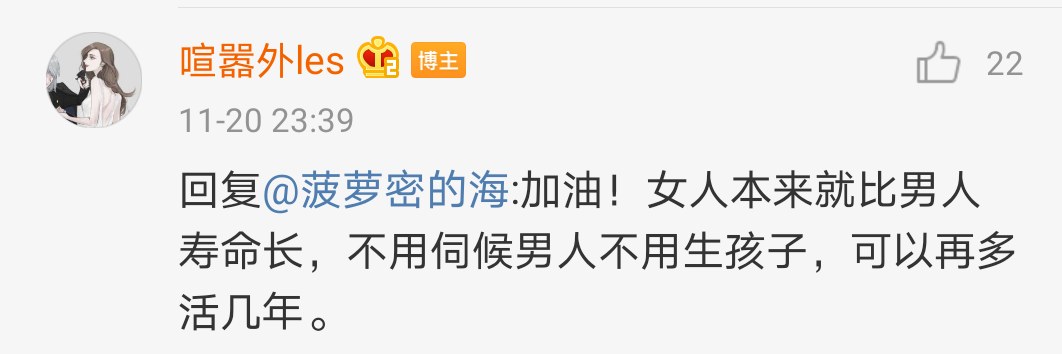 喧嚣外les 2 博主 22
11-20 23:39
回复@菠萝密的海:加油！女人本来就比男人
寿命长，不用伺候男人不用生孩子，可以再多
活几年。